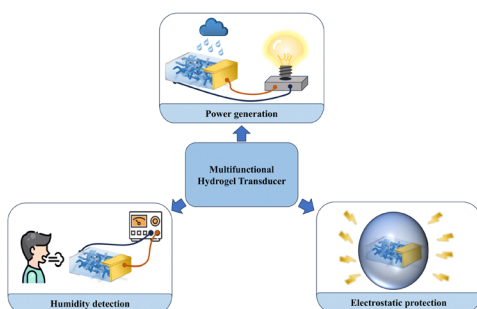 Power generation
Multifunctional
Hydrogel Transducer
Humidity detection
Electrostatic protection